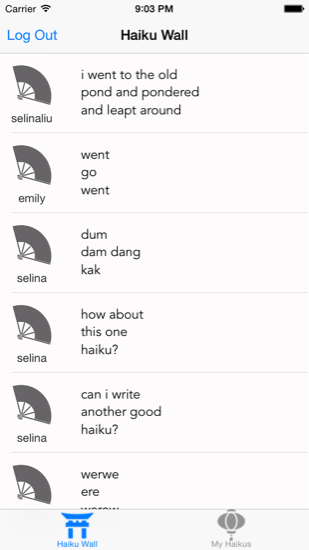 Carrier 9:03 PM
Log Out Haiku Wall
i went to the old
pond and pondered
and leapt around
selinaliu
went
go
went
emily
dum
dam dang
kak
selina
how about
this one
haiku?
selina
can i write
another good
haiku?
selina
werwe
ere
Haiku Wall My Haikus